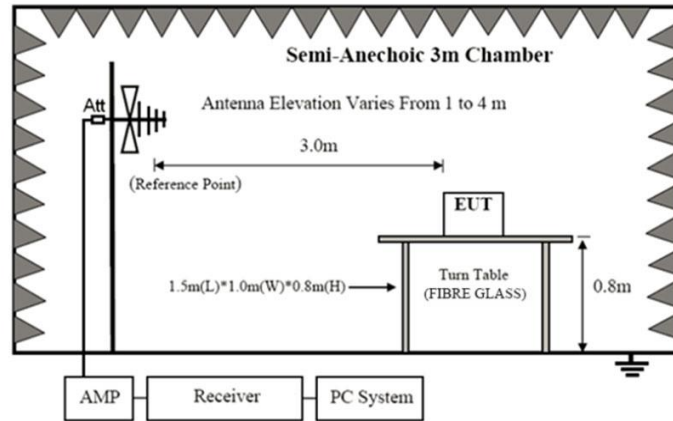 Semi-Anechoic 3m Chamber
Att
Antenna Elevation Varies From 1 to 4 m
3.0m
(Reference Point)
EUT
1.5m(L)*1.0m(W)*0.8m(H)
Turn Table
(FIBRE GLASS)
0.8m
AMP
Receiver
PC System